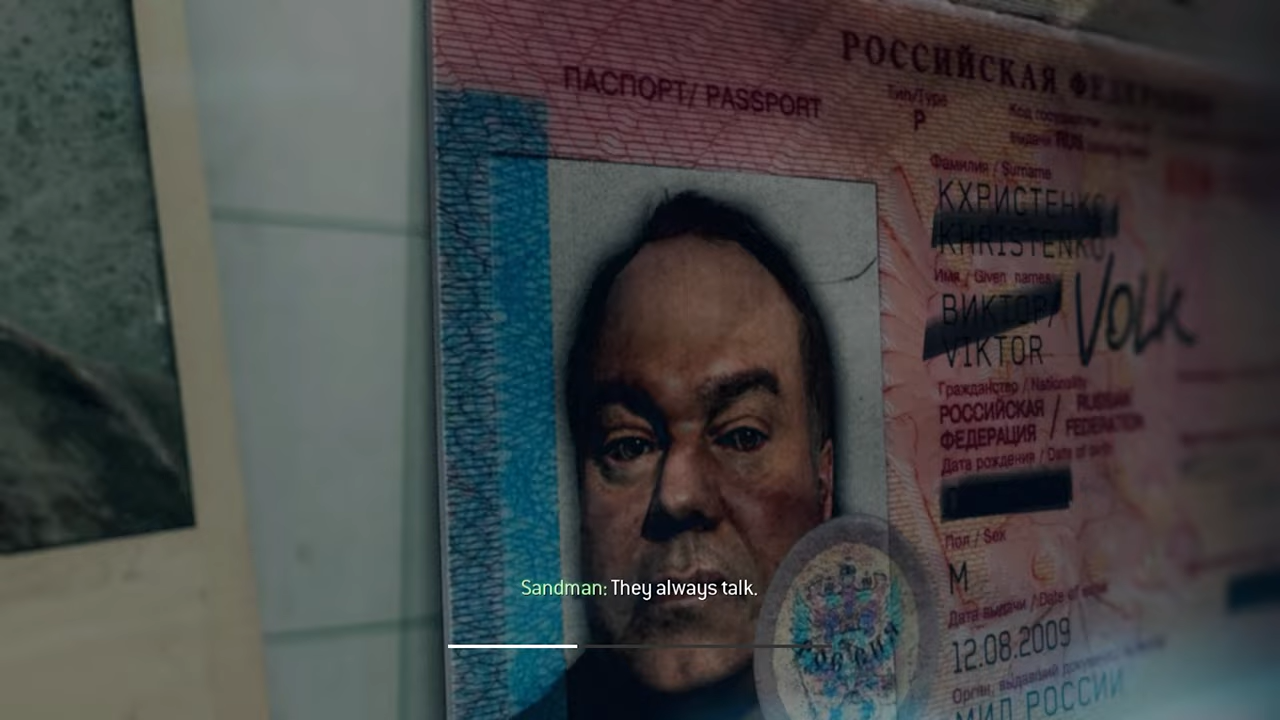 РОССИЙСКАЯ ФЕДЕРАЦИЯ
ПАСПОРТ/ PASSPORT
Тип/Type
P
RUS
Фамилия / Surname
КХРИСТЕНКО/
KHRISTENKO
Имя / Given names
ВИКТОР/
VIKTOR
Volk
Гражданство / Nationality
РОССИЙСКАЯ / RUSSIAN
ФЕДЕРАЦИЯ / FEDERATION
Дата рождения / Date of birth
Пол / Sex
M
Дата выдачи / Date of issue
12.08.2009
МИД РОССИИ
РОССИЯ
Sandman: They always talk.